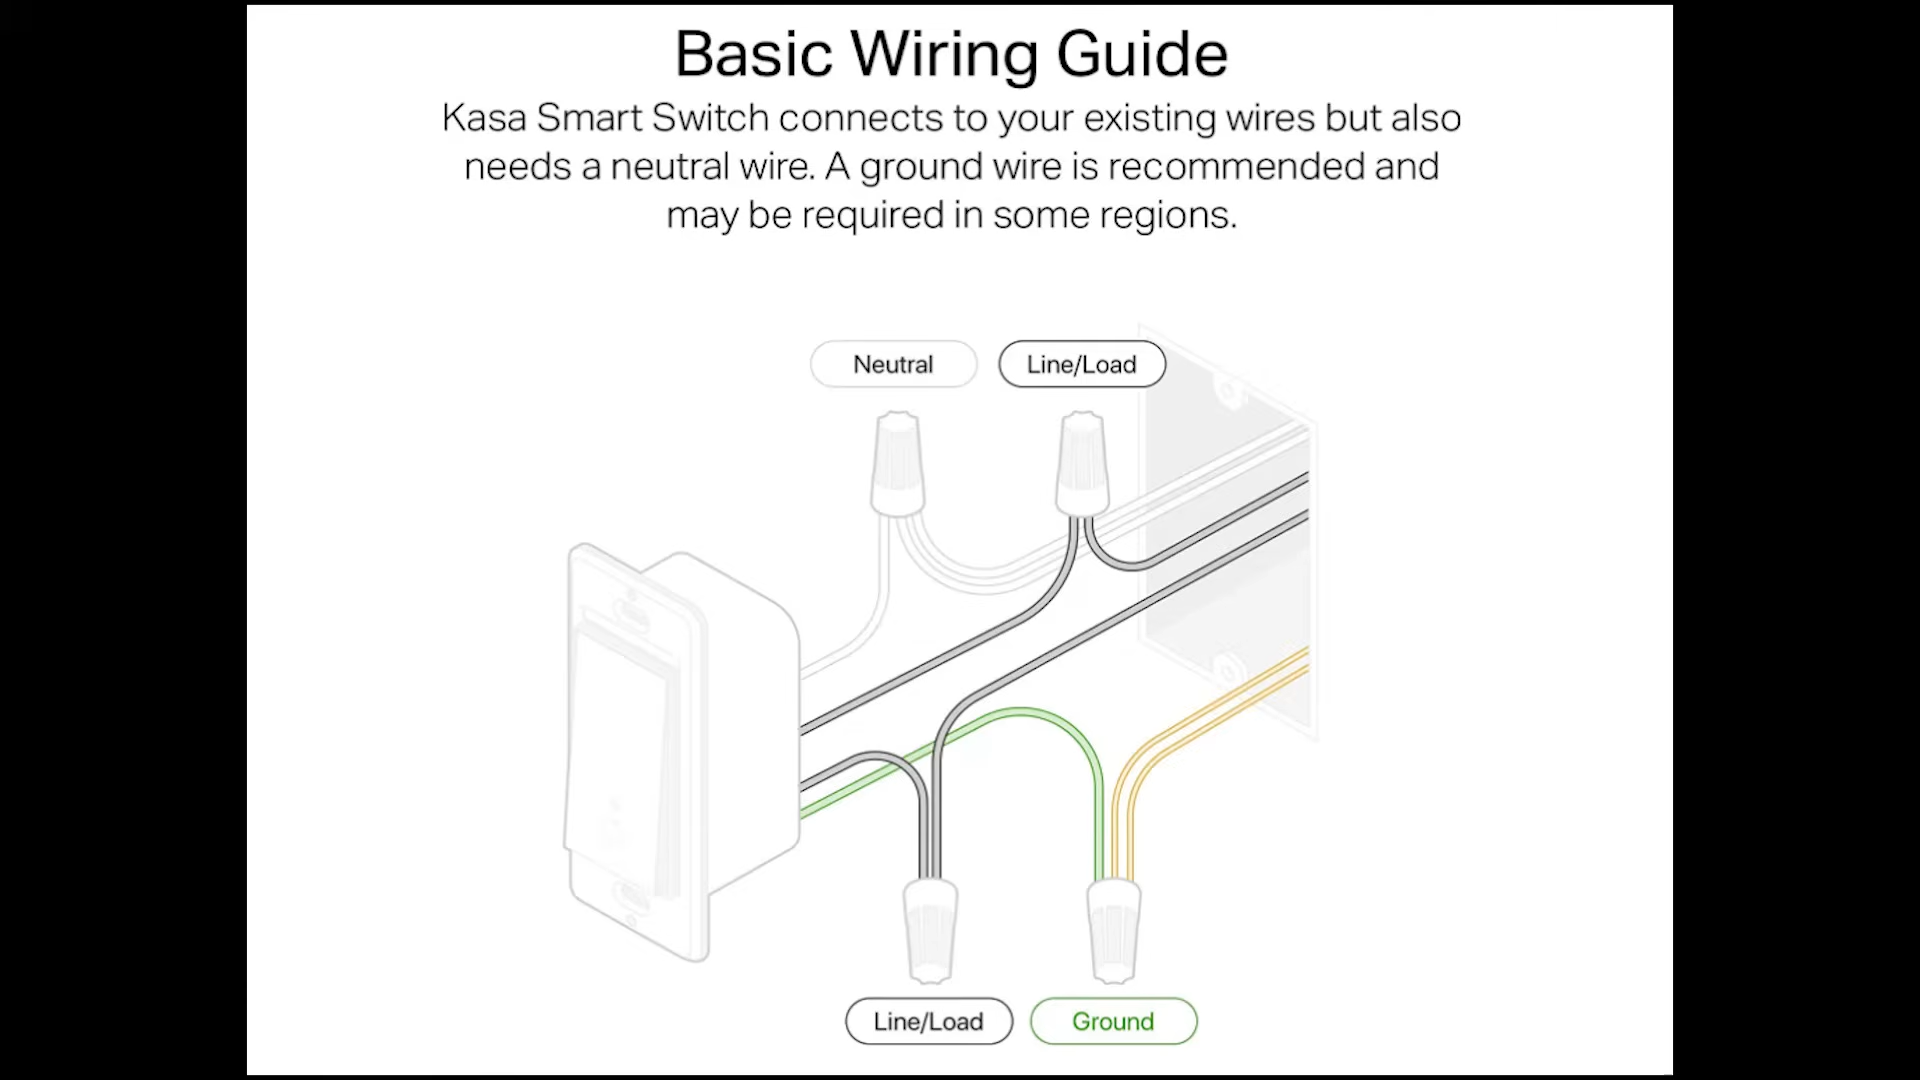 Basic Wiring Guide
Kasa Smart Switch connects to your existing wires but also
needs a neutral wire. A ground wire is recommended and
may be required in some regions.
Neutral
Line/Load
Line/Load
Ground